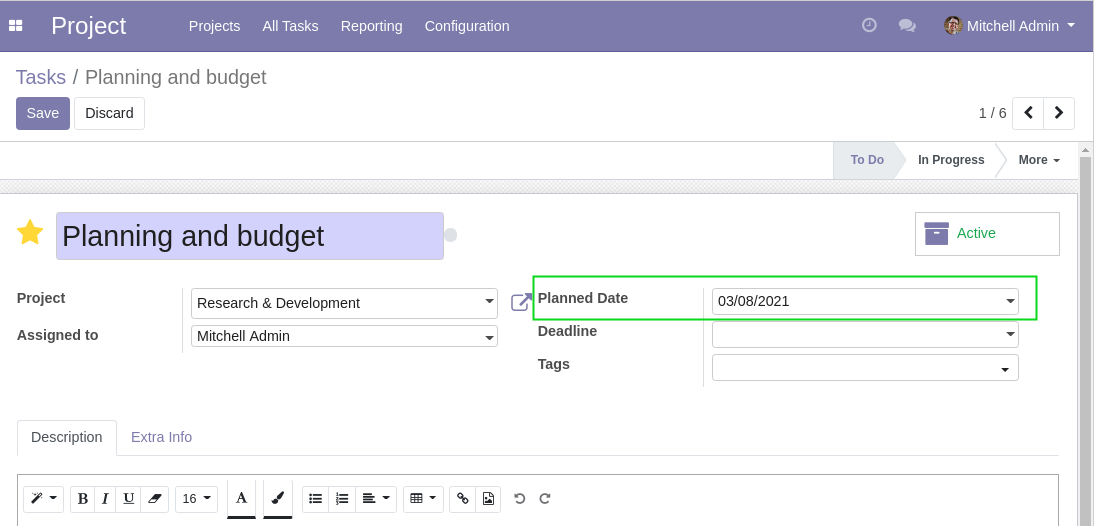 Project Projects All Tasks Reporting Configuration Mitchell Admin
Tasks / Planning and budget
Save Discard 1 / 6
To Do In Progress More
Planning and budget
Active
Project Research & Development
Assigned to Mitchell Admin
Planned Date 03/08/2021
Deadline
Tags
Description Extra Info
B I U 16 A